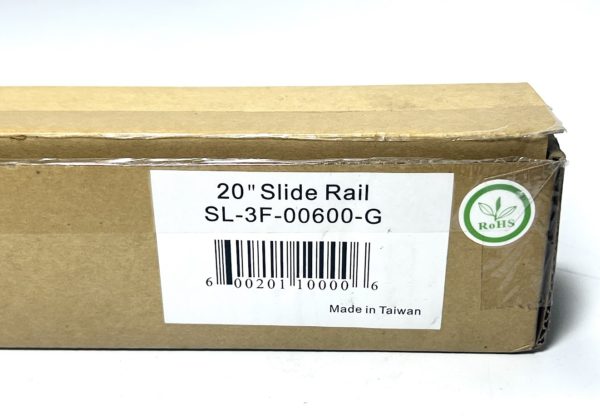 20" Slide Rail
SL-3F-00600-G
6 00201 10000 6
Made in Taiwan
RoHS